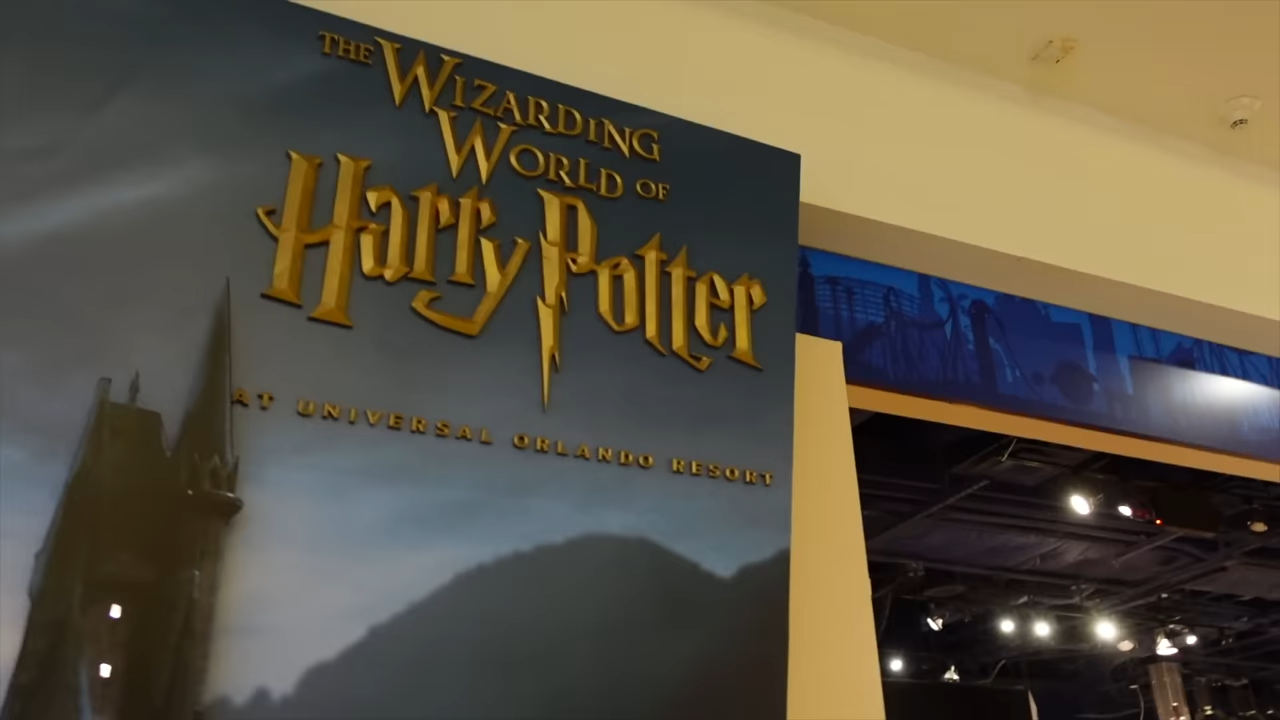 THE WIZARDING
WORLD OF
Harry Potter
AT UNIVERSAL ORLANDO RESORT